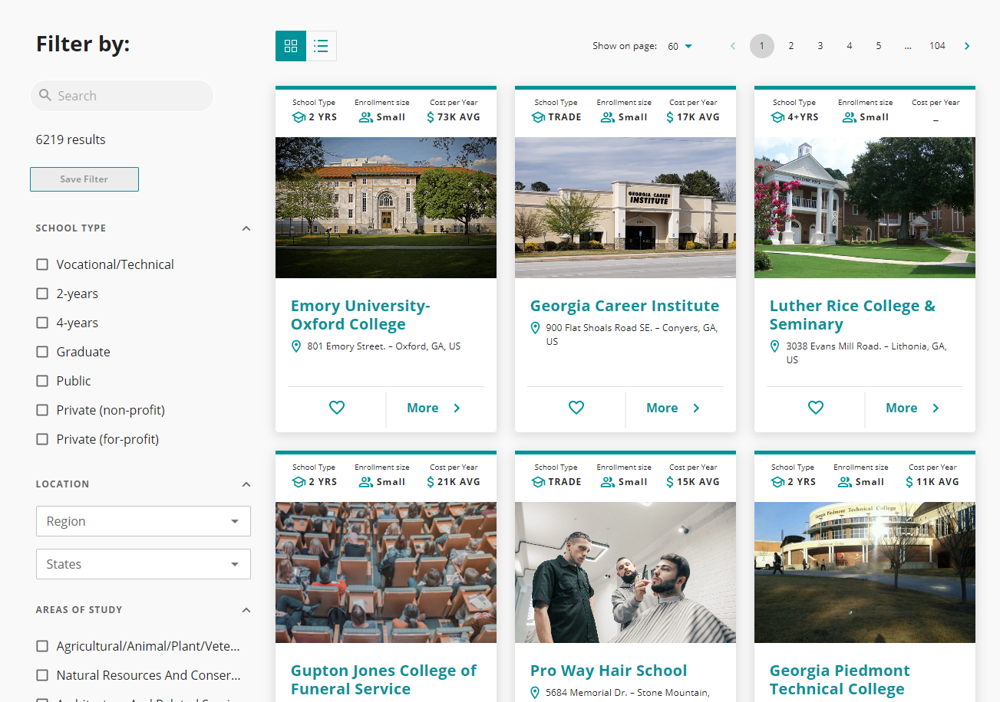 Filter by:
Search
6219 results
Save Filter
SCHOOL TYPE
Vocational/Technical
2-years
4-years
Graduate
Public
Private (non-profit)
Private (for-profit)
LOCATION
Region
States
AREAS OF STUDY
Agricultural/Animal/Plant/Vete...
Natural Resources And Conser...
Show on page: 60
1 2 3 4 5 ... 104
School Type Enrollment size Cost per Year
2 YRS Small $ 73K AVG
Emory University-
Oxford College
801 Emory Street. – Oxford, GA, US
More
School Type Enrollment size Cost per Year
TRADE Small $ 17K AVG
GEORGIA CAREER
INSTITUTE
Georgia Career Institute
900 Flat Shoals Road SE. – Conyers, GA,
US
More
School Type Enrollment size Cost per Year
4+YRS Small –
Luther Rice College &
Seminary
3038 Evans Mill Road. – Lithonia, GA,
US
More
School Type Enrollment size Cost per Year
2 YRS Small $ 21K AVG
Gupton Jones College of
Funeral Service
School Type Enrollment size Cost per Year
TRADE Small $ 15K AVG
Pro Way Hair School
5684 Memorial Dr. – Stone Mountain,
School Type Enrollment size Cost per Year
2 YRS Small $ 11K AVG
Georgia Piedmont Technical College
Georgia Piedmont
Technical College